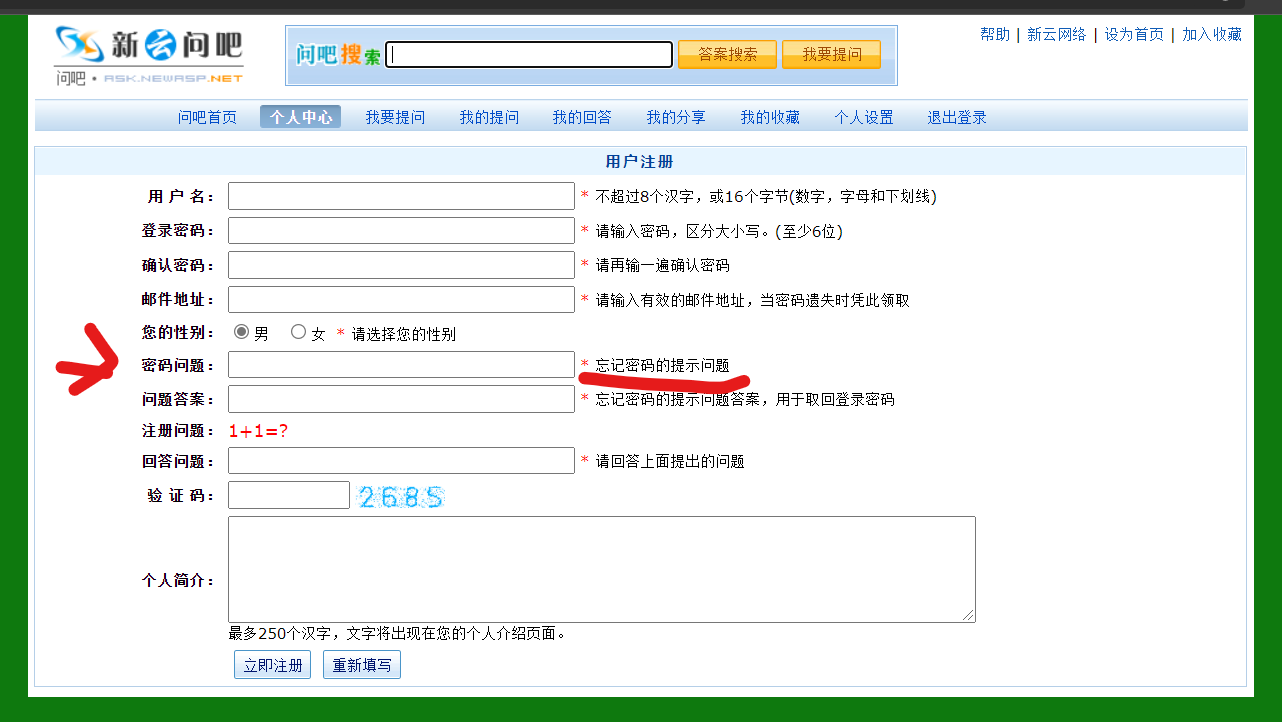 新云问吧
问吧·ASK.NEWASP.NET
问吧搜索 答案搜索 我要提问
帮助 | 新云网络 | 设为首页 | 加入收藏
问吧首页 个人中心 我要提问 我的提问 我的回答 我的分享 我的收藏 个人设置 退出登录
用户注册
用 户 名： * 不超过8个汉字，或16个字节(数字，字母和下划线)
登录密码： * 请输入密码，区分大小写。(至少6位)
确认密码： * 请再输一遍确认密码
邮件地址： * 请输入有效的邮件地址，当密码遗失时凭此领取
您的性别： 男 女 * 请选择您的性别
密码问题： * 忘记密码的提示问题
问题答案： * 忘记密码的提示问题答案，用于取回登录密码
注册问题： 1+1=?
回答问题： * 请回答上面提出的问题
验 证 码： 268S
个人简介：
最多250个汉字，文字将出现在您的个人介绍页面。
立即注册 重新填写